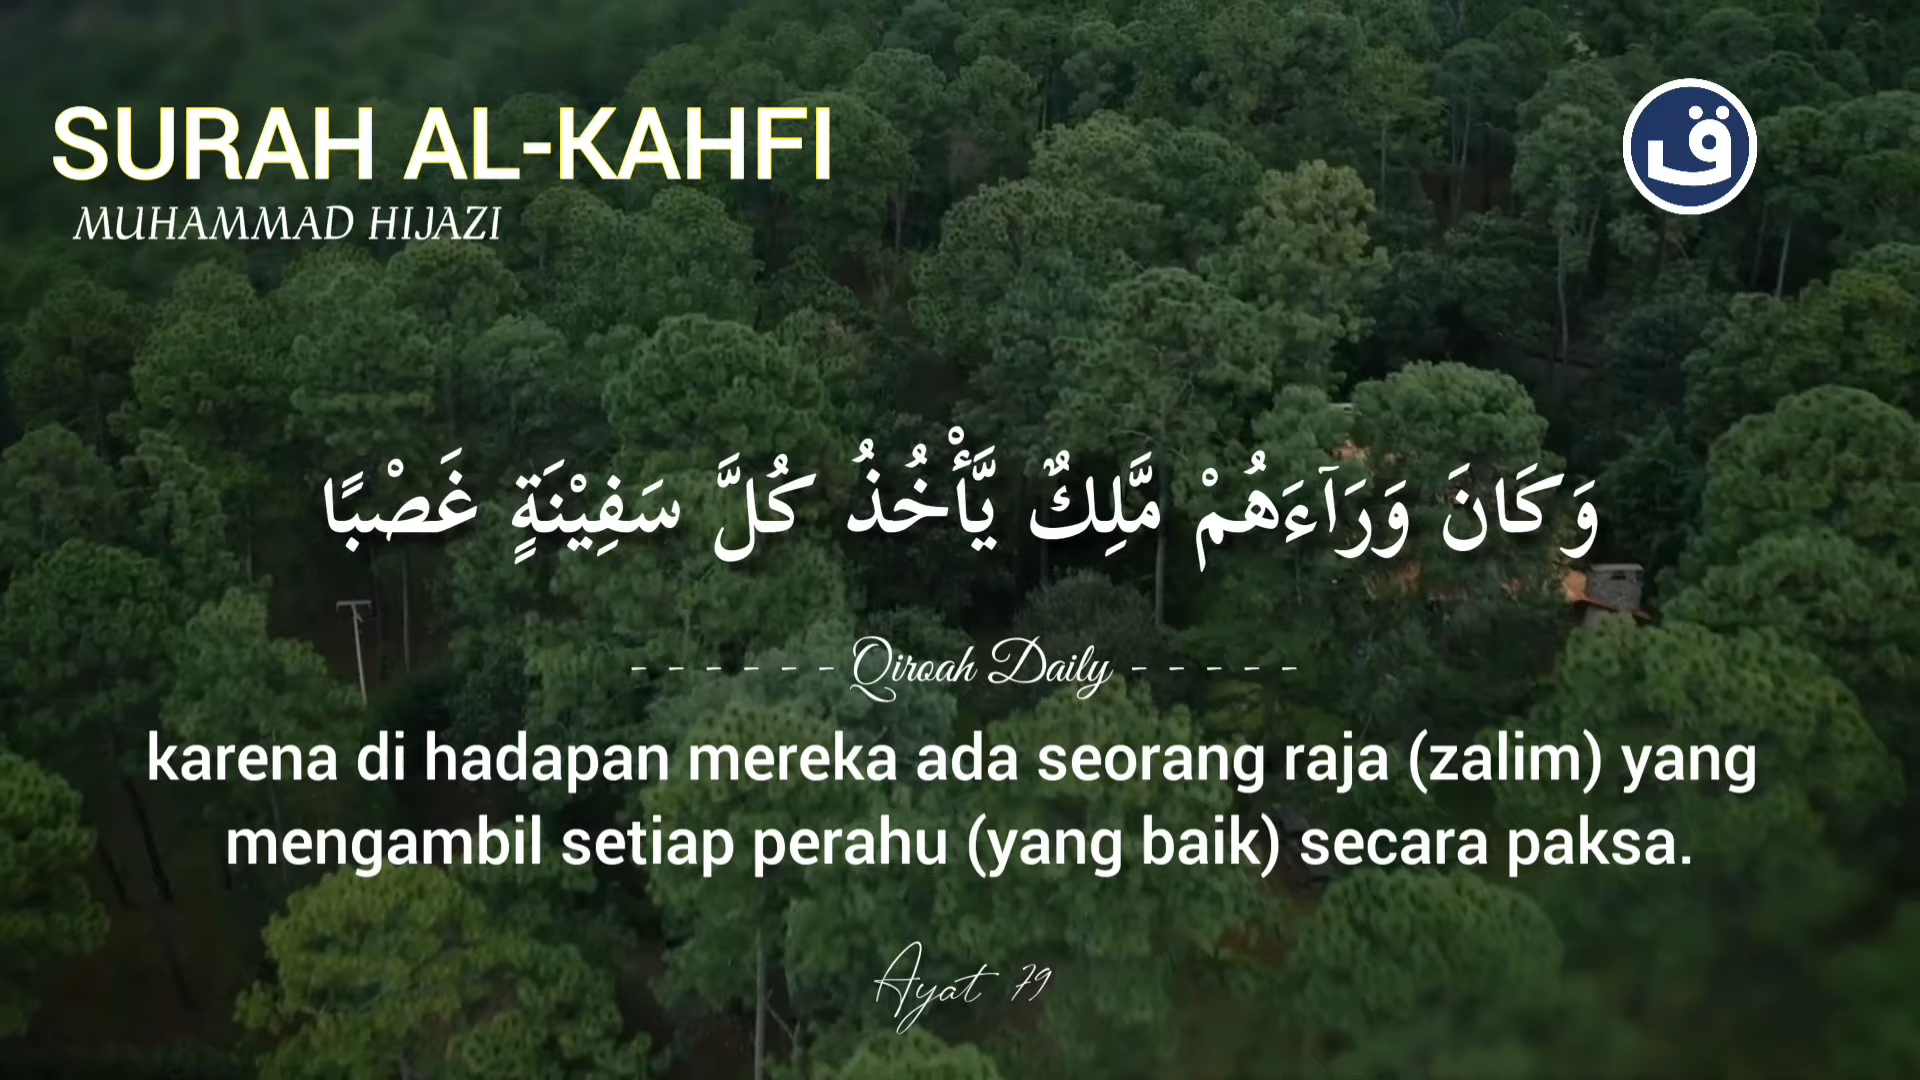 SURAH AL-KAHFI
MUHAMMAD HIJAZI
ق
وَكَانَ وَرَآءَهُمْ مَّلِكٌ يَّأْخُذُ كُلَّ سَفِيْنَةٍ غَصْبًا
- - - - - - Qiroah Daily - - - - -
karena di hadapan mereka ada seorang raja (zalim) yang
mengambil setiap perahu (yang baik) secara paksa.
Ayat 79